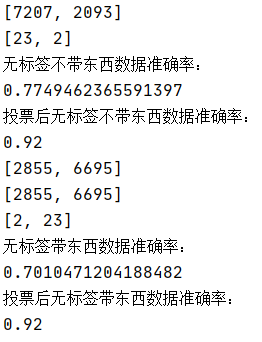 [7207, 2093]
[23, 2]
无标签不带东西数据准确率：
0.7749462365591397
投票后无标签不带东西数据准确率：
0.92
[2855, 6695]
[2855, 6695]
[2, 23]
无标签带东西数据准确率：
0.7010471204188482
投票后无标签带东西数据准确率：
0.92